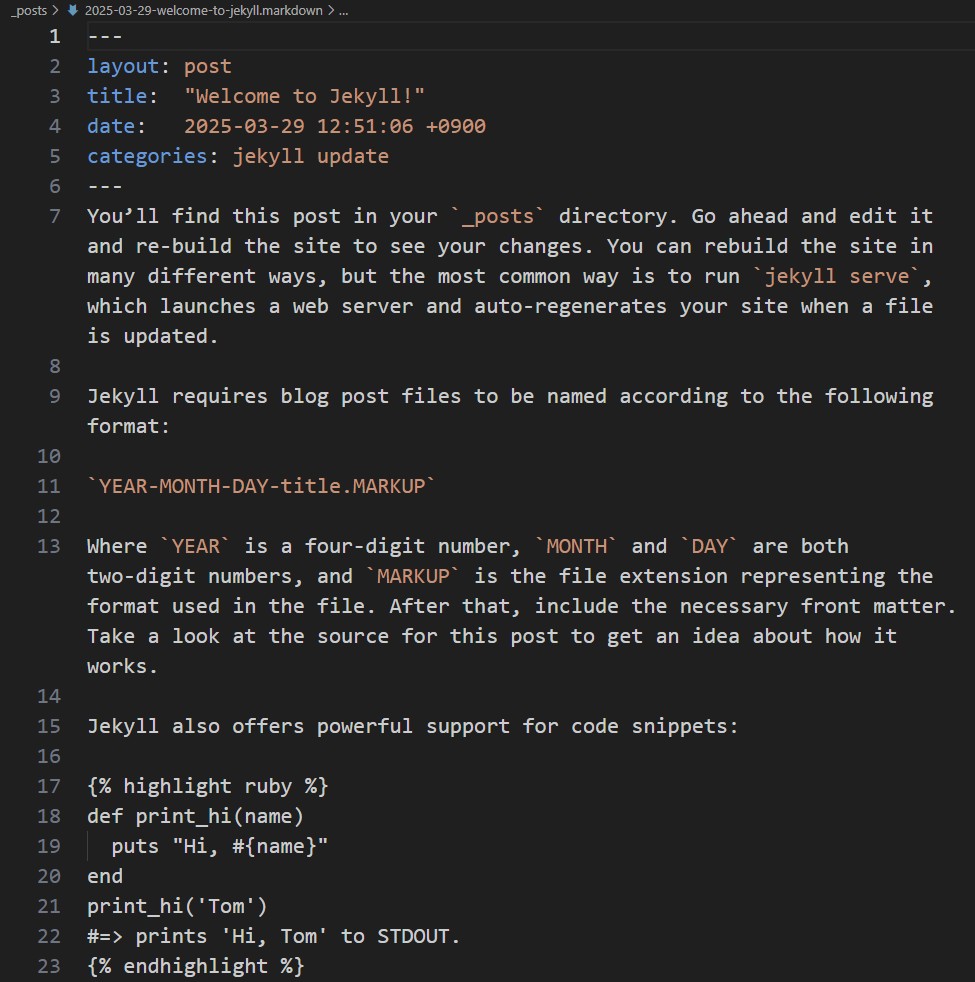 _posts > 2025-03-29-welcome-to-jekyll.markdown > ...
1 ---
2 layout: post
3 title:  "Welcome to Jekyll!"
4 date:   2025-03-29 12:51:06 +0900
5 categories: jekyll update
6 ---
7 You’ll find this post in your `_posts` directory. Go ahead and edit it
and re-build the site to see your changes. You can rebuild the site in
many different ways, but the most common way is to run `jekyll serve`,
which launches a web server and auto-regenerates your site when a file
is updated.
8
9 Jekyll requires blog post files to be named according to the following
format:
10
11 `YEAR-MONTH-DAY-title.MARKUP`
12
13 Where `YEAR` is a four-digit number, `MONTH` and `DAY` are both
two-digit numbers, and `MARKUP` is the file extension representing the
format used in the file. After that, include the necessary front matter.
Take a look at the source for this post to get an idea about how it
works.
14
15 Jekyll also offers powerful support for code snippets:
16
17 {% highlight ruby %}
18 def print_hi(name)
19   puts "Hi, #{name}"
20 end
21 print_hi('Tom')
22 #=> prints 'Hi, Tom' to STDOUT.
23 {% endhighlight %}